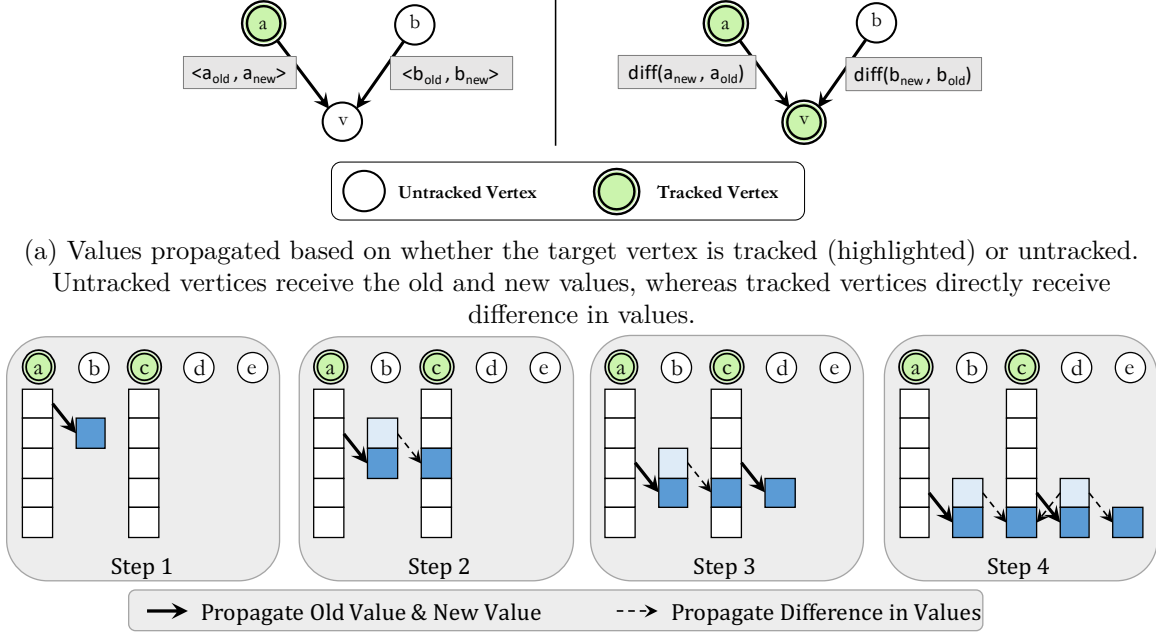 a b a b
<a_old , a_new> <b_old , b_new> diff(a_new , a_old) diff(b_new , b_old)
v v
Untracked Vertex Tracked Vertex
(a) Values propagated based on whether the target vertex is tracked (highlighted) or untracked.
Untracked vertices receive the old and new values, whereas tracked vertices directly receive
difference in values.
a b c d e a b c d e a b c d e a b c d e
Step 1 Step 2 Step 3 Step 4
Propagate Old Value & New Value Propagate Difference in Values